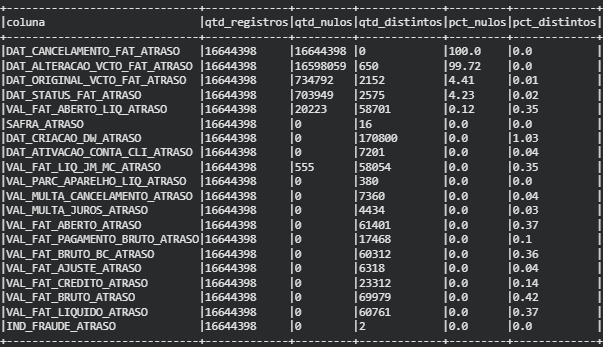 |coluna |qtd_registros|qtd_nulos|qtd_distintos|pct_nulos|pct_distintos|
|DAT_CANCELAMENTO_FAT_ATRASO |16644398 |16644398 |0 |100.0 |0.0 |
|DAT_ALTERACAO_VCTO_FAT_ATRASO |16644398 |16598059 |650 |99.72 |0.0 |
|DAT_ORIGINAL_VCTO_FAT_ATRASO |16644398 |734792 |2152 |4.41 |0.01 |
|DAT_STATUS_FAT_ATRASO |16644398 |703949 |2575 |4.23 |0.02 |
|VAL_FAT_ABERTO_LIQ_ATRASO |16644398 |20223 |58701 |0.12 |0.35 |
|SAFRA_ATRASO |16644398 |0 |16 |0.0 |0.0 |
|DAT_CRIACAO_DW_ATRASO |16644398 |0 |170800 |0.0 |1.03 |
|DAT_ATIVACAO_CONTA_CLI_ATRASO |16644398 |0 |7201 |0.0 |0.04 |
|VAL_FAT_LIQ_JM_MC_ATRASO |16644398 |555 |58054 |0.0 |0.35 |
|VAL_PARC_APARELHO_LIQ_ATRASO |16644398 |0 |380 |0.0 |0.0 |
|VAL_MULTA_CANCELAMENTO_ATRASO |16644398 |0 |7360 |0.0 |0.04 |
|VAL_MULTA_JUROS_ATRASO |16644398 |0 |4434 |0.0 |0.03 |
|VAL_FAT_ABERTO_ATRASO |16644398 |0 |61401 |0.0 |0.37 |
|VAL_FAT_PAGAMENTO_BRUTO_ATRASO|16644398 |0 |17468 |0.0 |0.1 |
|VAL_FAT_BRUTO_BC_ATRASO |16644398 |0 |60312 |0.0 |0.36 |
|VAL_FAT_AJUSTE_ATRASO |16644398 |0 |6318 |0.0 |0.04 |
|VAL_FAT_CREDITO_ATRASO |16644398 |0 |23312 |0.0 |0.14 |
|VAL_FAT_BRUTO_ATRASO |16644398 |0 |69979 |0.0 |0.42 |
|VAL_FAT_LIQUIDO_ATRASO |16644398 |0 |60761 |0.0 |0.37 |
|IND_FRAUDE_ATRASO |16644398 |0 |2 |0.0 |0.0 |